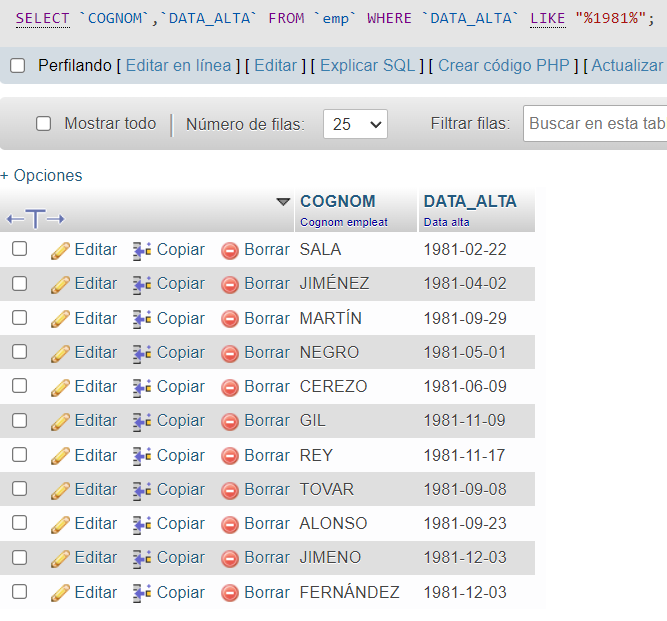 SELECT `COGNOM`,`DATA_ALTA` FROM `emp` WHERE `DATA_ALTA` LIKE "%1981%";
Perfilando [ Editar en línea ] [ Editar ] [ Explicar SQL ] [ Crear código PHP ] [ Actualizar
Mostrar todo | Número de filas: 25 Filtrar filas: Buscar en esta tab
+ Opciones
←T→ COGNOM DATA_ALTA
Cognom empleat Data alta
Editar Copiar Borrar SALA 1981-02-22
Editar Copiar Borrar JIMÉNEZ 1981-04-02
Editar Copiar Borrar MARTÍN 1981-09-29
Editar Copiar Borrar NEGRO 1981-05-01
Editar Copiar Borrar CEREZO 1981-06-09
Editar Copiar Borrar GIL 1981-11-09
Editar Copiar Borrar REY 1981-11-17
Editar Copiar Borrar TOVAR 1981-09-08
Editar Copiar Borrar ALONSO 1981-09-23
Editar Copiar Borrar JIMENO 1981-12-03
Editar Copiar Borrar FERNÁNDEZ 1981-12-03